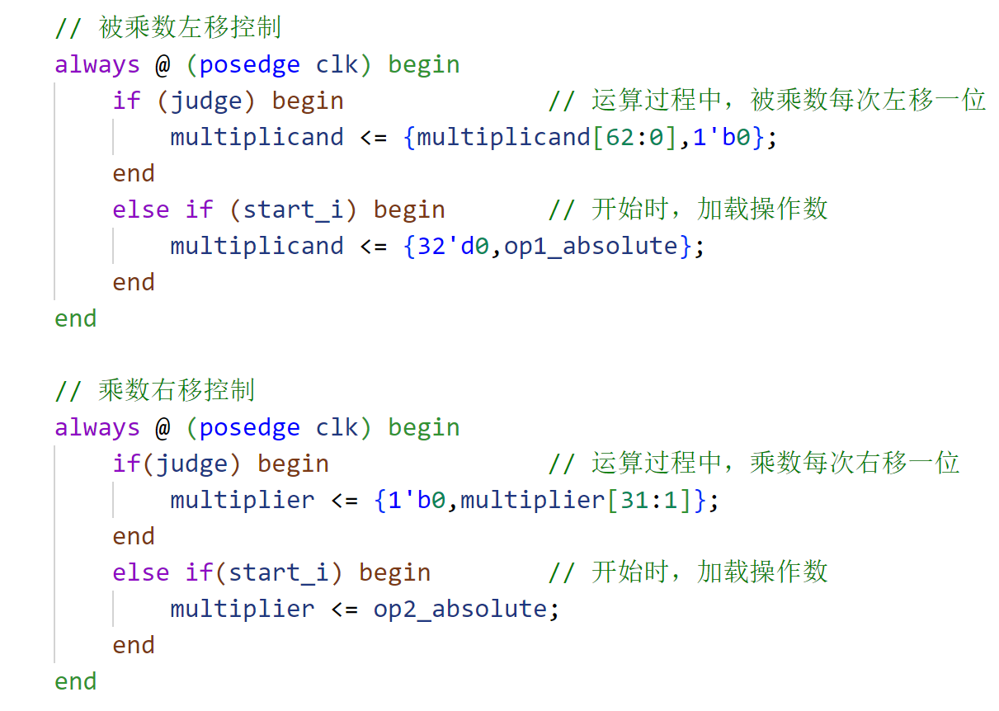 // 被乘数左移控制
always @ (posedge clk) begin
    if (judge) begin              // 运算过程中，被乘数每次左移一位
        multiplicand <= {multiplicand[62:0],1'b0};
    end
    else if (start_i) begin       // 开始时，加载操作数
        multiplicand <= {32'd0,op1_absolute};
    end
end

// 乘数右移控制
always @ (posedge clk) begin
    if(judge) begin               // 运算过程中，乘数每次右移一位
        multiplier <= {1'b0,multiplier[31:1]};
    end
    else if(start_i) begin        // 开始时，加载操作数
        multiplier <= op2_absolute;
    end
end